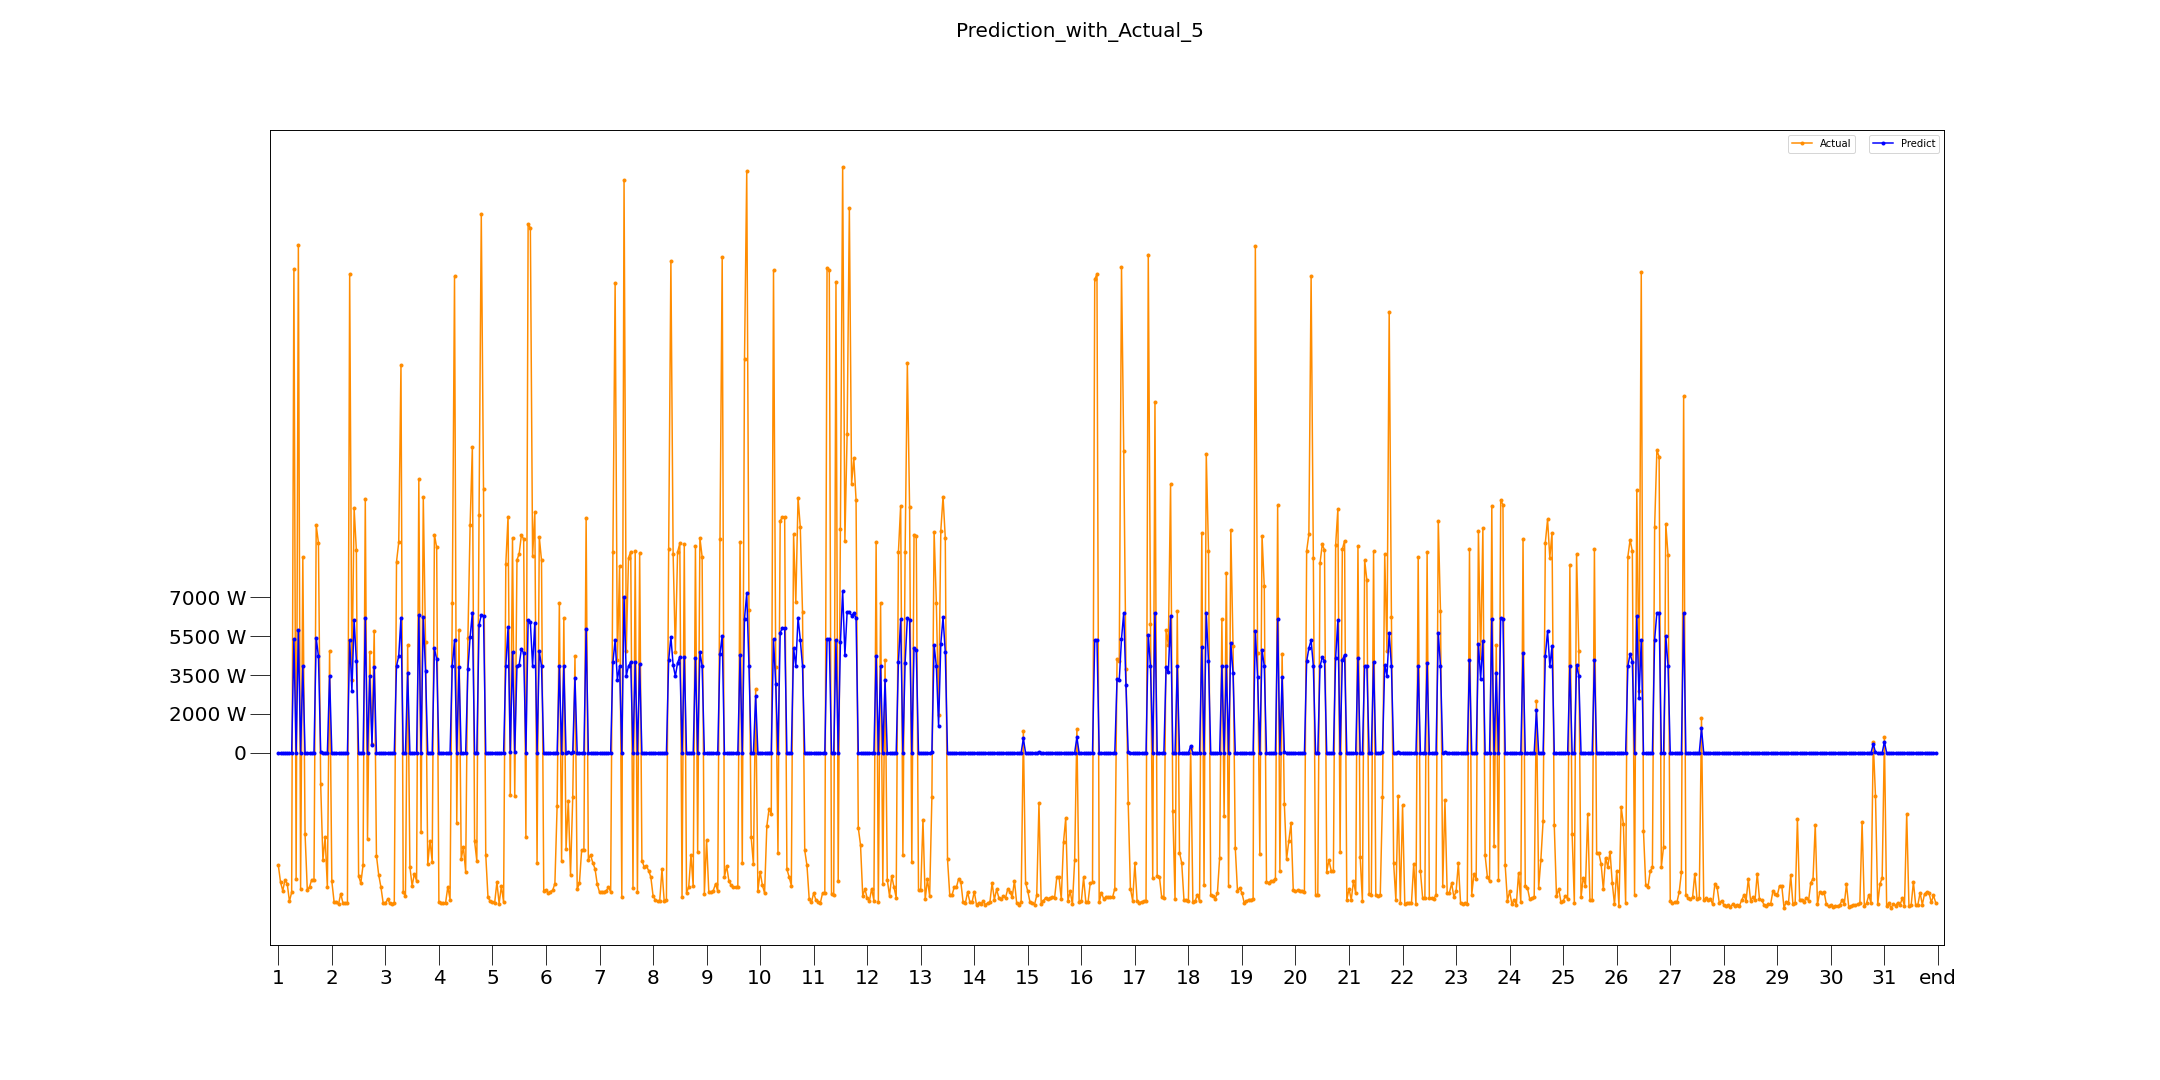 Prediction_with_Actual_5
Actual Predict
7000 W
5500 W
3500 W
2000 W
0
1 2 3 4 5 6 7 8 9 10 11 12 13 14 15 16 17 18 19 20 21 22 23 24 25 26 27 28 29 30 31 end